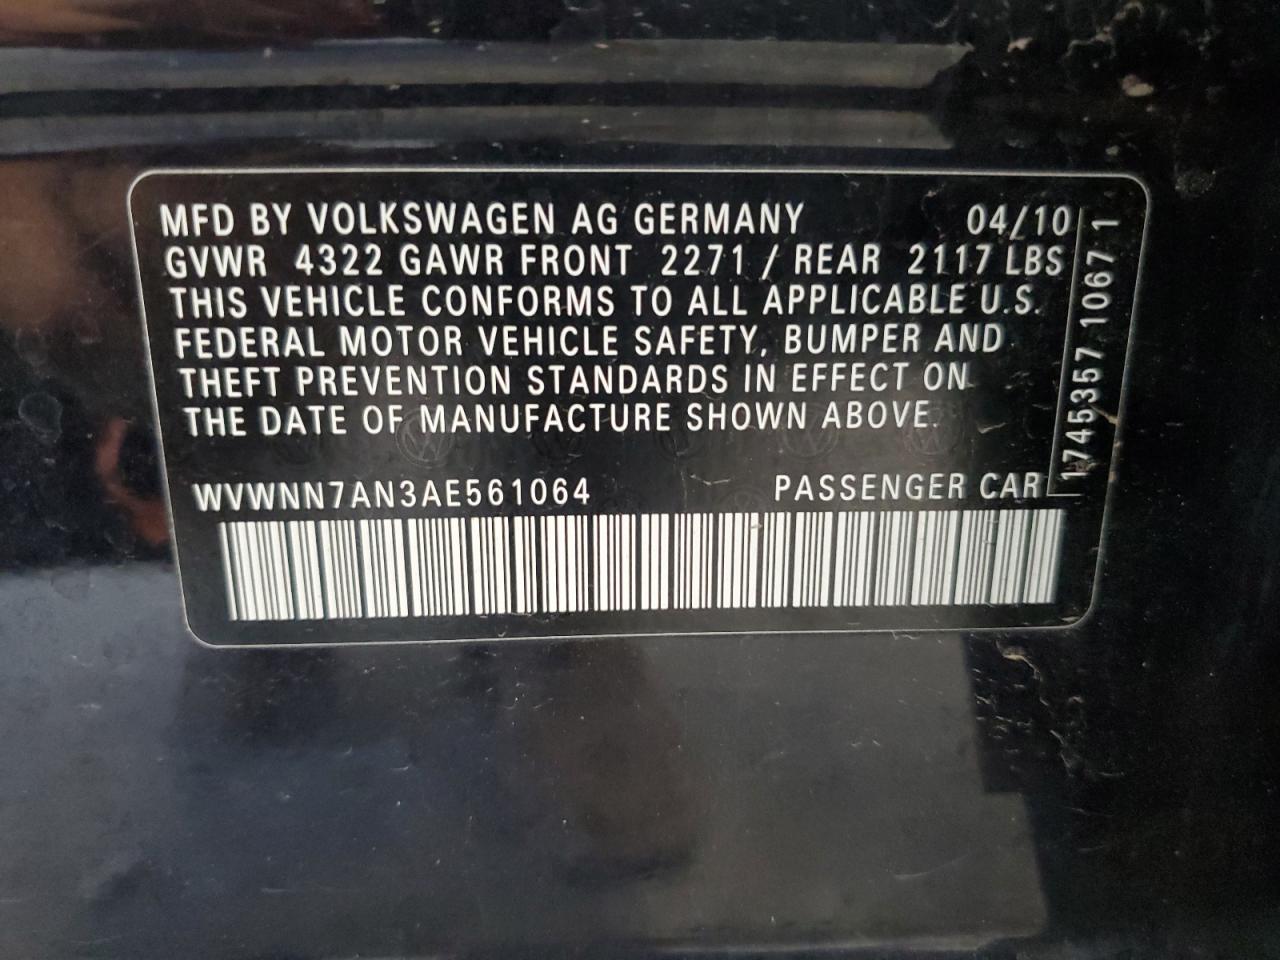 MFD BY VOLKSWAGEN AG GERMANY 04/10
GVWR 4322 GAWR FRONT 2271 / REAR 2117 LBS
THIS VEHICLE CONFORMS TO ALL APPLICABLE U.S.
FEDERAL MOTOR VEHICLE SAFETY, BUMPER AND
THEFT PREVENTION STANDARDS IN EFFECT ON
THE DATE OF MANUFACTURE SHOWN ABOVE.
WVWNN7AN3AE561064 PASSENGER CAR
1745357 1067 1